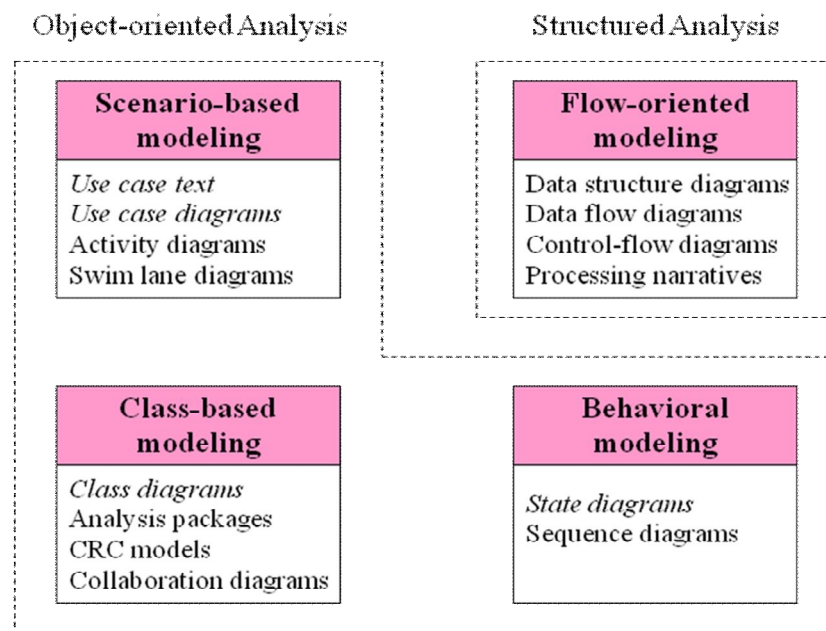 Object-oriented Analysis
Structured Analysis
Scenario-based
modeling
Use case text
Use case diagrams
Activity diagrams
Swim lane diagrams
Flow-oriented
modeling
Data structure diagrams
Data flow diagrams
Control-flow diagrams
Processing narratives
Class-based
modeling
Class diagrams
Analysis packages
CRC models
Collaboration diagrams
Behavioral
modeling
State diagrams
Sequence diagrams